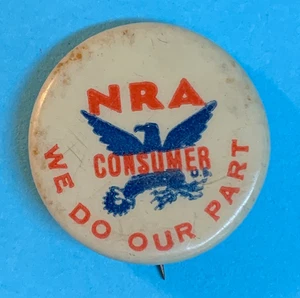 NRA
CONSUMER
U.S.
WE DO OUR PART